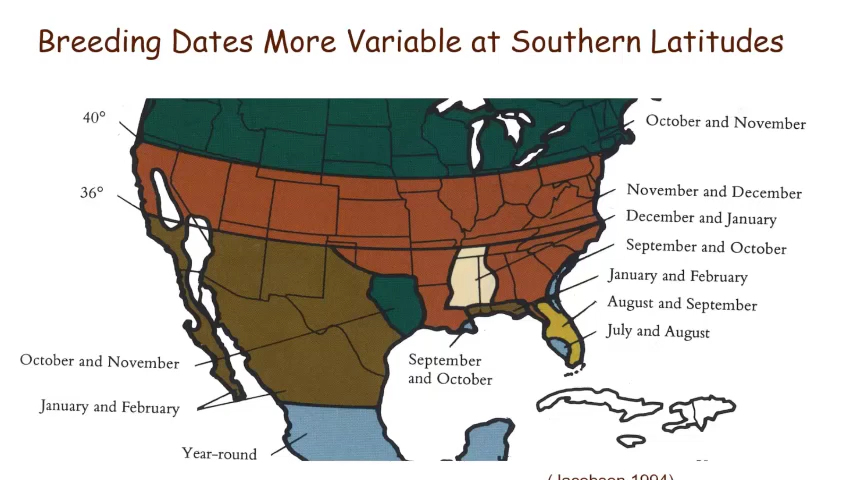 Breeding Dates More Variable at Southern Latitudes
40°
October and November
36°
November and December
December and January
September and October
January and February
August and September
July and August
October and November
September
and October
January and February
Year-round
(Jacobson 1994)